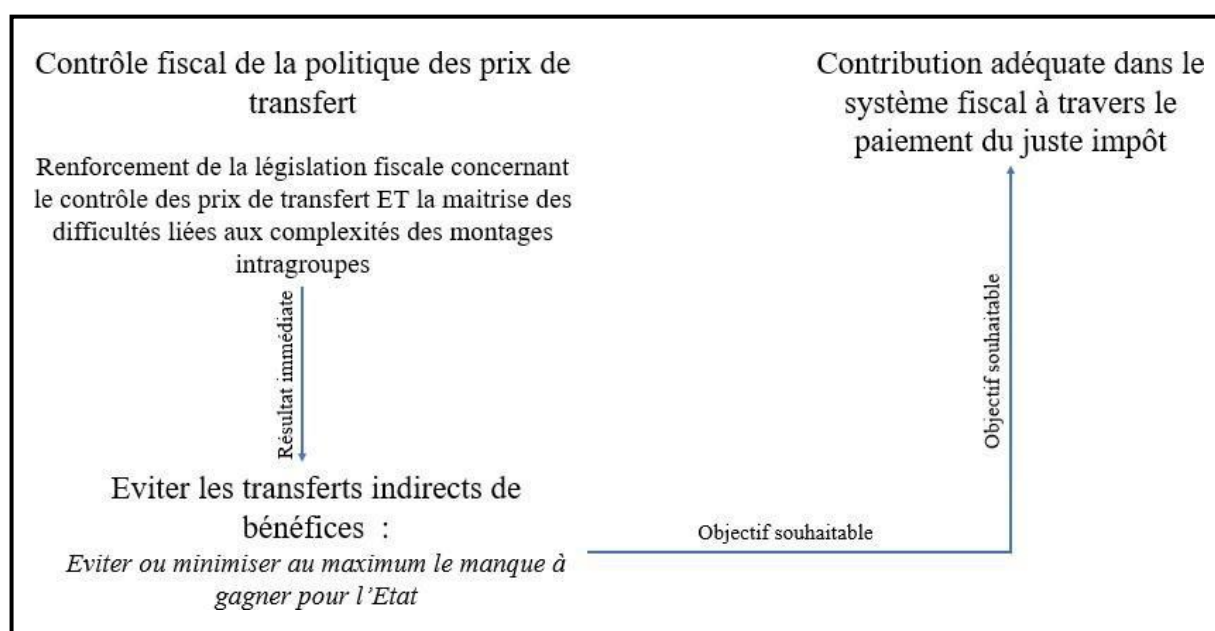 Contrôle fiscal de la politique des prix de
transfert
Renforcement de la législation fiscale concernant
le contrôle des prix de transfert ET la maitrise des
difficultés liées aux complexités des montages
intragroupes
Résultat immédiate
Eviter les transferts indirects de
bénéfices :
Eviter ou minimiser au maximum le manque à
gagner pour l’Etat
Objectif souhaitable
Objectif souhaitable
Contribution adéquate dans le
système fiscal à travers le
paiement du juste impôt